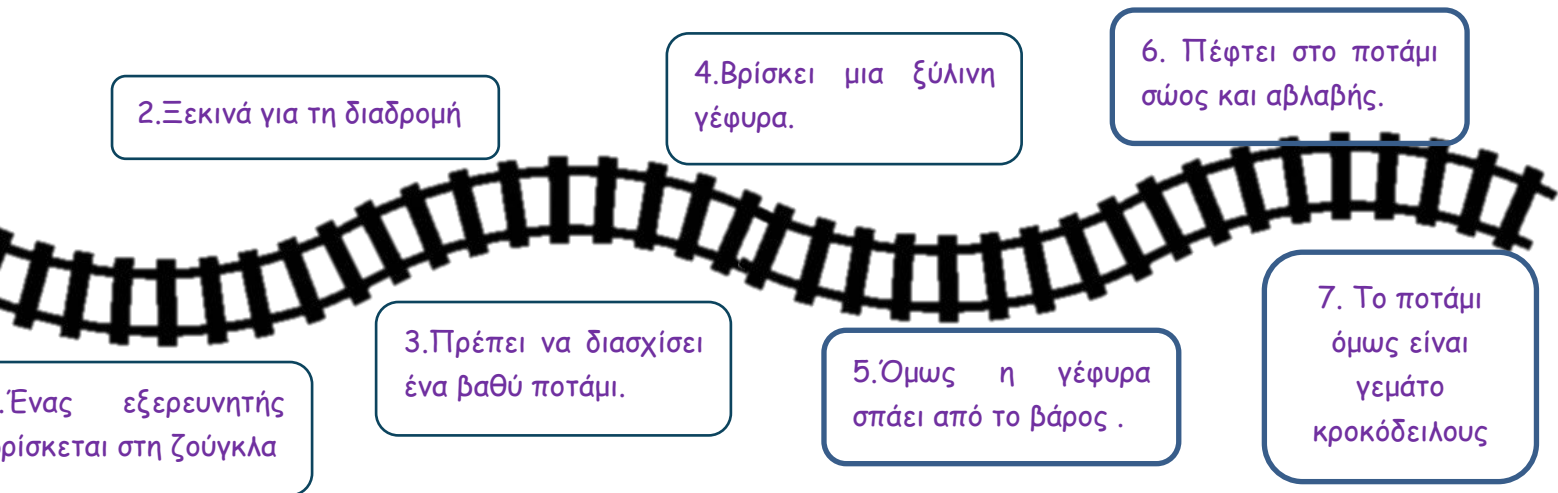 .Ένας εξερευνητής
ρίσκεται στη ζούγκλα
2.Ξεκινά για τη διαδρομή
3.Πρέπει να διασχίσει
ένα βαθύ ποτάμι.
4.Βρίσκει μια ξύλινη
γέφυρα.
5.Όμως η γέφυρα
σπάει από το βάρος .
6. Πέφτει στο ποτάμι
σώος και αβλαβής.
7. Το ποτάμι
όμως είναι
γεμάτο
κροκόδειλους